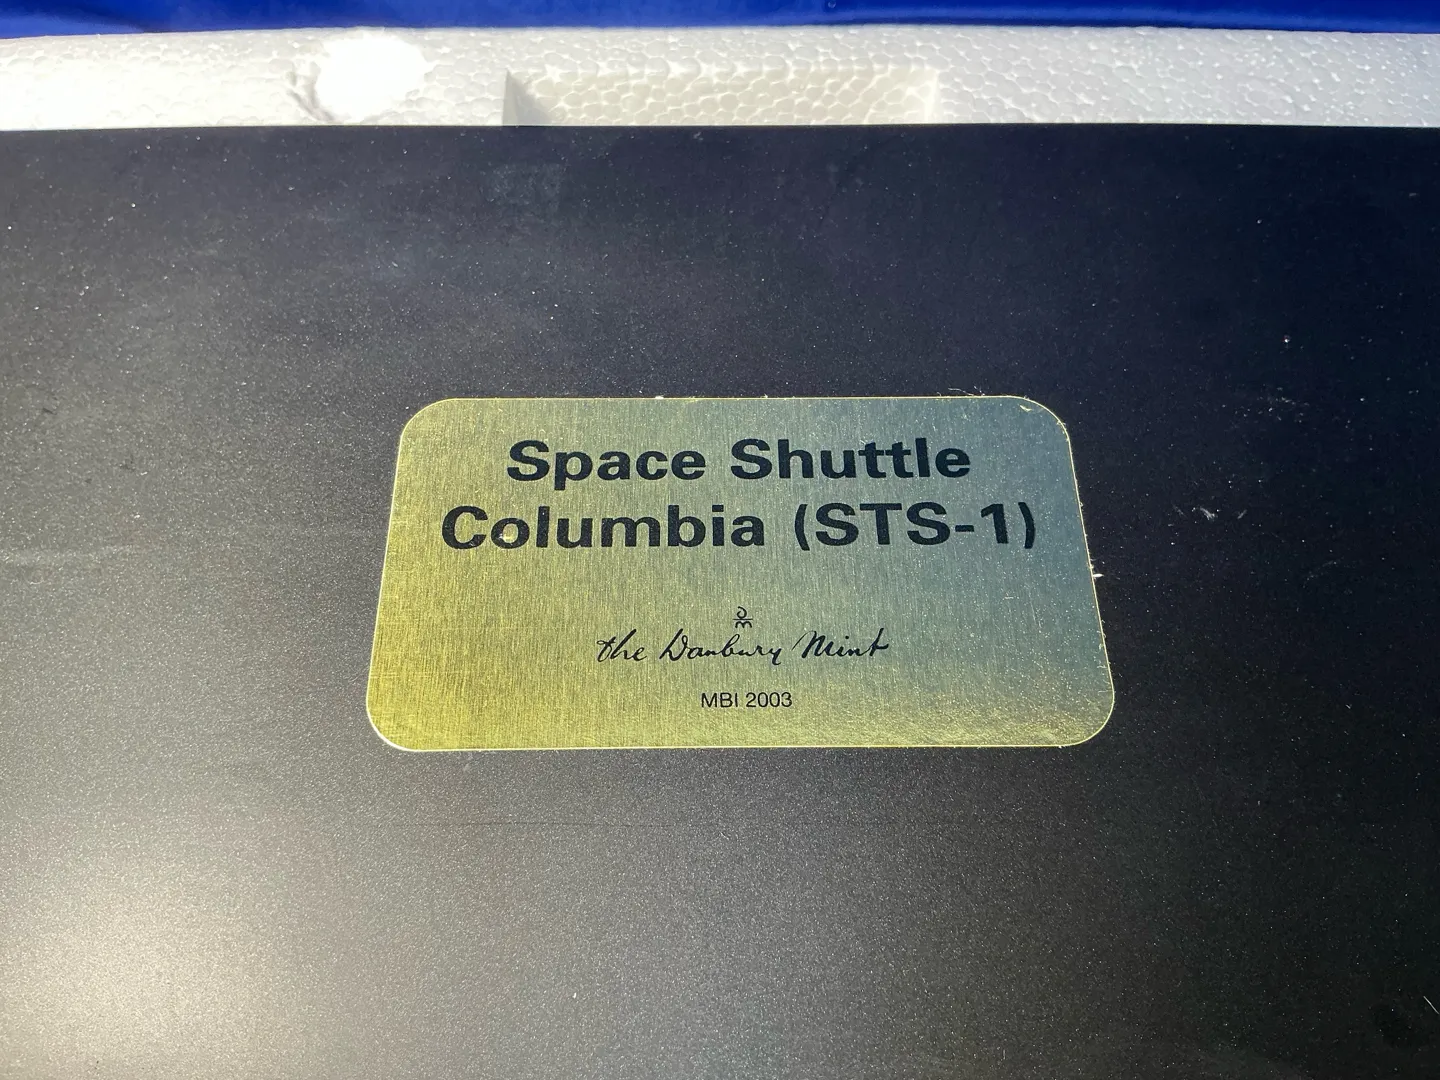 Space Shuttle
Columbia (STS-1)
the Danbury Mint
MBI 2003